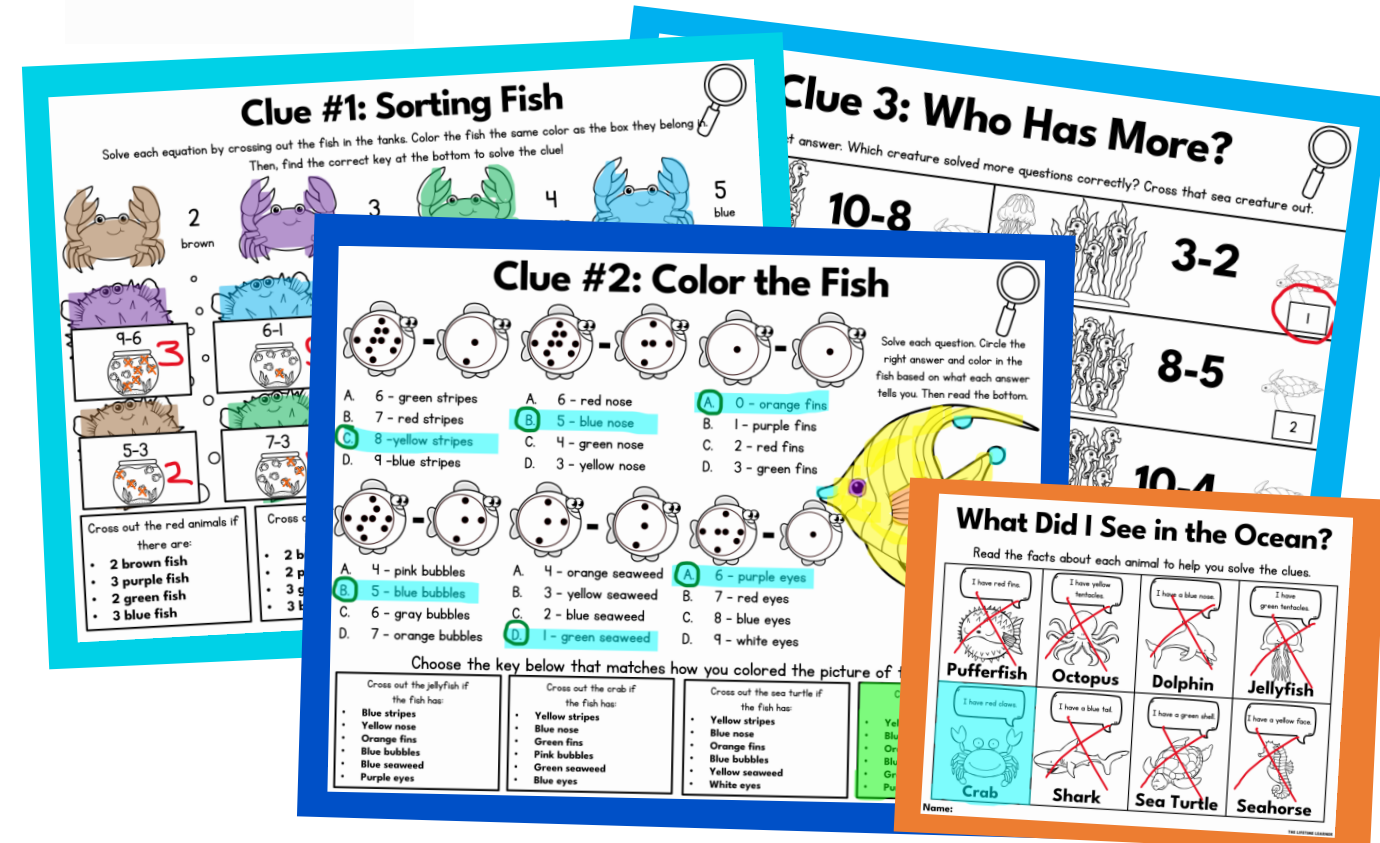 Clue #1: Sorting Fish
Solve each equation by crossing out the fish in the tanks. Color the fish the same color as the box they belong in.
Then, find the correct key at the bottom to solve the clue!
2
brown
3
4
5
blue
9-6
3
6-1
5-3
2
7-3
Cross out the red animals if
there are:
• 2 brown fish
• 3 purple fish
• 2 green fish
• 3 blue fish
Clue 3: Who Has More?
answer. Which creature solved more questions correctly? Cross that sea creature out.
10-8
3-2
1
8-5
2
10-4
Clue #2: Color the Fish
Solve each question. Circle the
right answer and color in the
fish based on what each answer
tells you. Then read the bottom.
A. 6 - green stripes
B. 7 - red stripes
C. 8 -yellow stripes
D. 9 -blue stripes
A. 6 - red nose
B. 5 - blue nose
C. 4 - green nose
D. 3 - yellow nose
A. 0 - orange fins
B. 1 - purple fins
C. 2 - red fins
D. 3 - green fins
A. 4 - pink bubbles
B. 5 - blue bubbles
C. 6 - gray bubbles
D. 7 - orange bubbles
A. 4 - orange seaweed
B. 3 - yellow seaweed
C. 2 - blue seaweed
D. 1 - green seaweed
A. 6 - purple eyes
B. 7 - red eyes
C. 8 - blue eyes
D. 9 - white eyes
Choose the key below that matches how you colored the picture of
Cross out the jellyfish if
the fish has:
• Blue stripes
• Yellow nose
• Orange fins
• Blue bubbles
• Blue seaweed
• Purple eyes
Cross out the crab if
the fish has:
• Yellow stripes
• Blue nose
• Green fins
• Pink bubbles
• Green seaweed
• Blue eyes
Cross out the sea turtle if
the fish has:
• Yellow stripes
• Blue nose
• Orange fins
• Blue bubbles
• Yellow seaweed
• White eyes
What Did I See in the Ocean?
Read the facts about each animal to help you solve the clues.
I have red fins.
Pufferfish
I have yellow
tentacles.
Octopus
I have a blue nose.
Dolphin
I have
green tentacles.
Jellyfish
I have red claws.
Crab
I have a blue tail.
Shark
I have a green shell.
Sea Turtle
I have a yellow face.
Seahorse
Name:
THE LIFETIME LEARNER